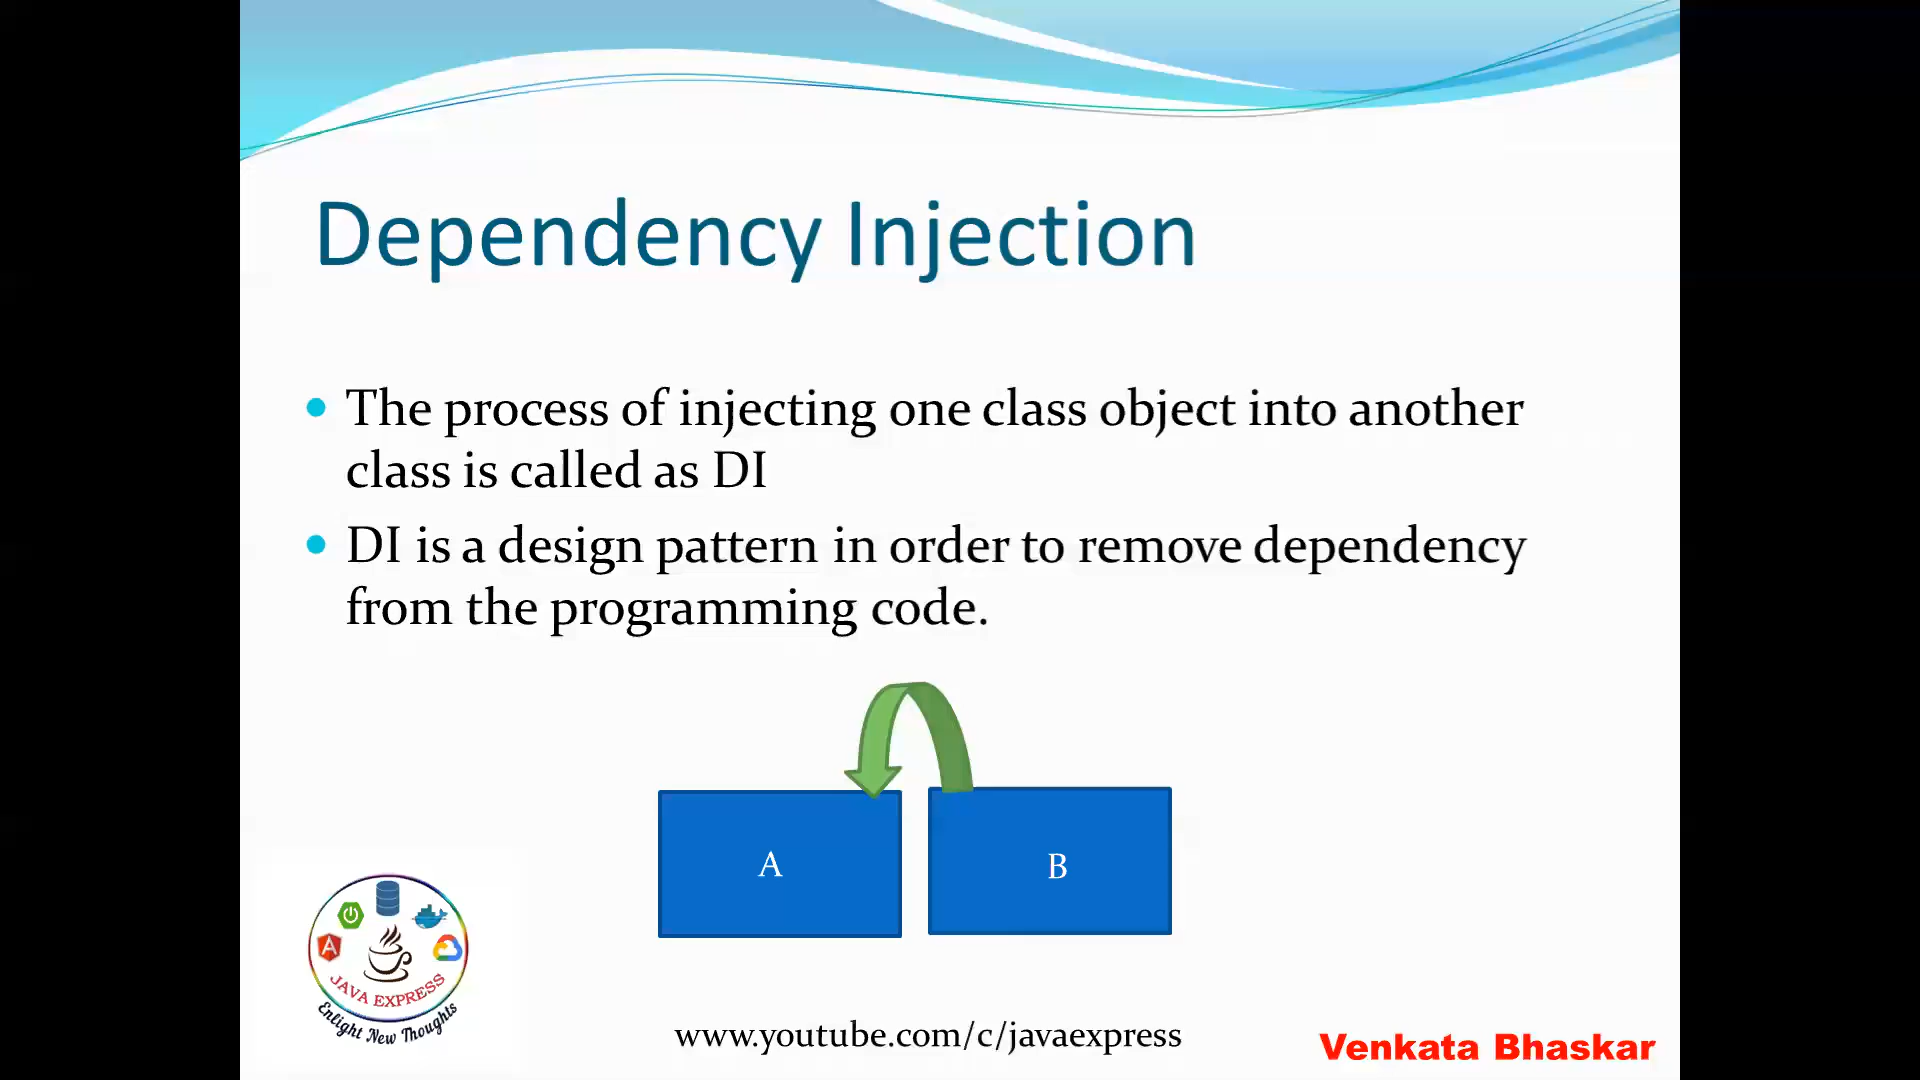 Dependency Injection
• The process of injecting one class object into another
class is called as DI
• DI is a design pattern in order to remove dependency
from the programming code.
A
B
JAVA EXPRESS
Enlight New Thoughts
www.youtube.com/c/javaexpress
Venkata Bhaskar